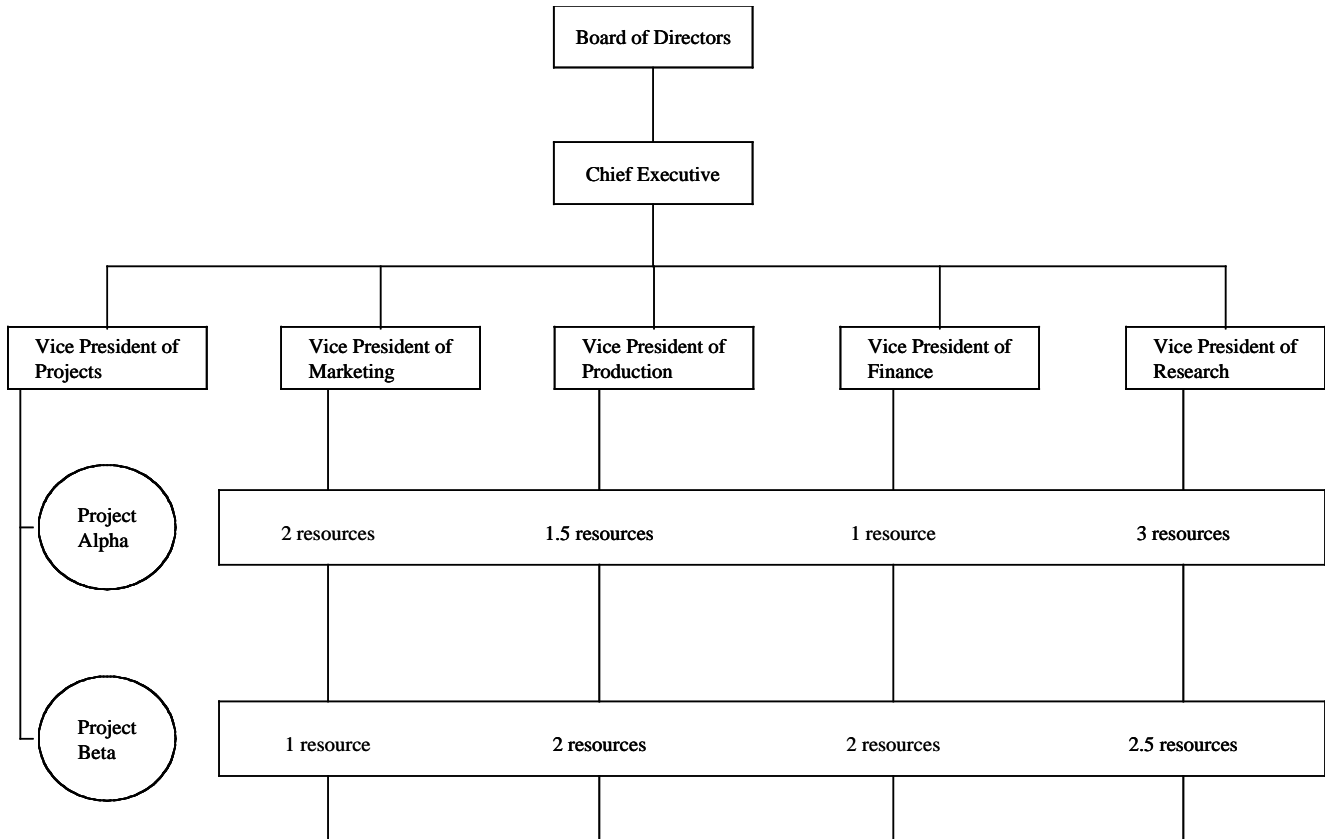 Board of Directors
Chief Executive
Vice President of
Projects
Vice President of
Marketing
Vice President of
Production
Vice President of
Finance
Vice President of
Research
Project
Alpha
2 resources
1.5 resources
1 resource
3 resources
Project
Beta
1 resource
2 resources
2 resources
2.5 resources